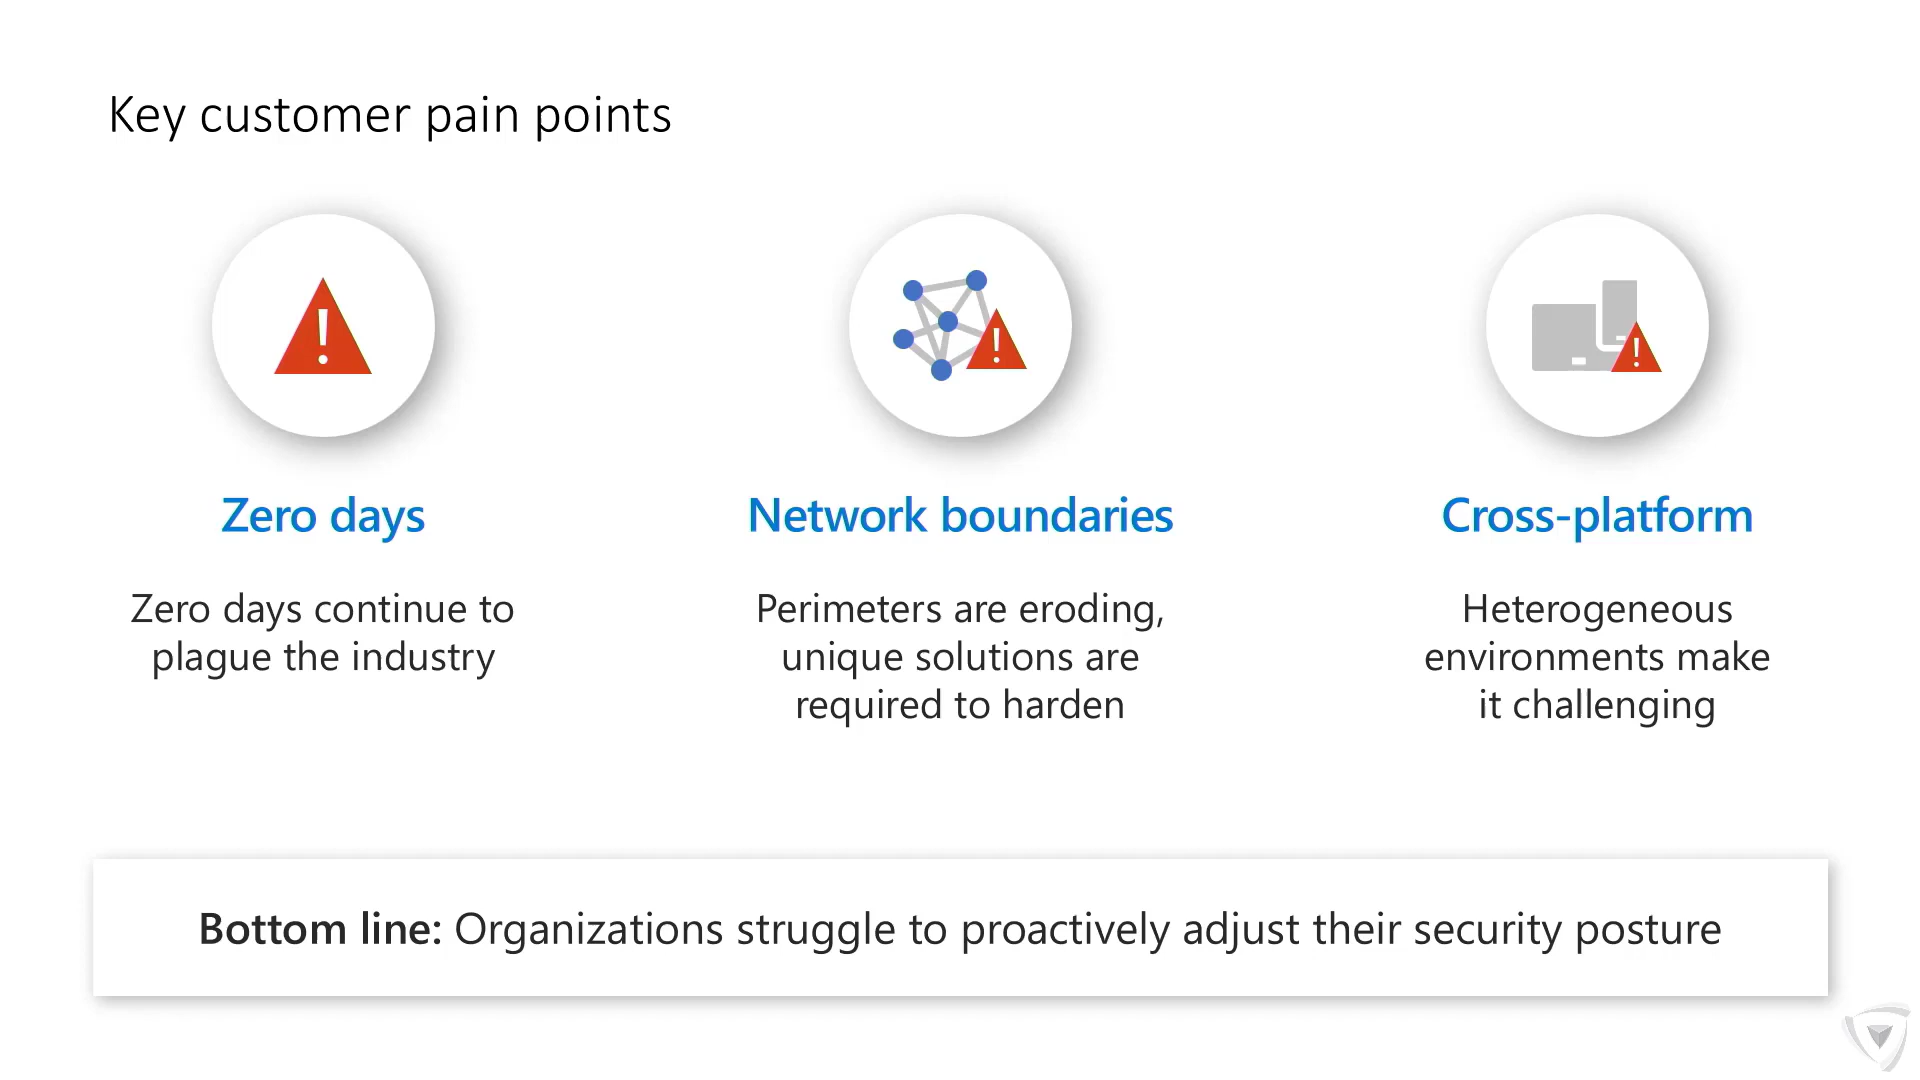 Key customer pain points
Zero days
Zero days continue to
plague the industry
Network boundaries
Perimeters are eroding,
unique solutions are
required to harden
Cross-platform
Heterogeneous
environments make
it challenging
Bottom line: Organizations struggle to proactively adjust their security posture